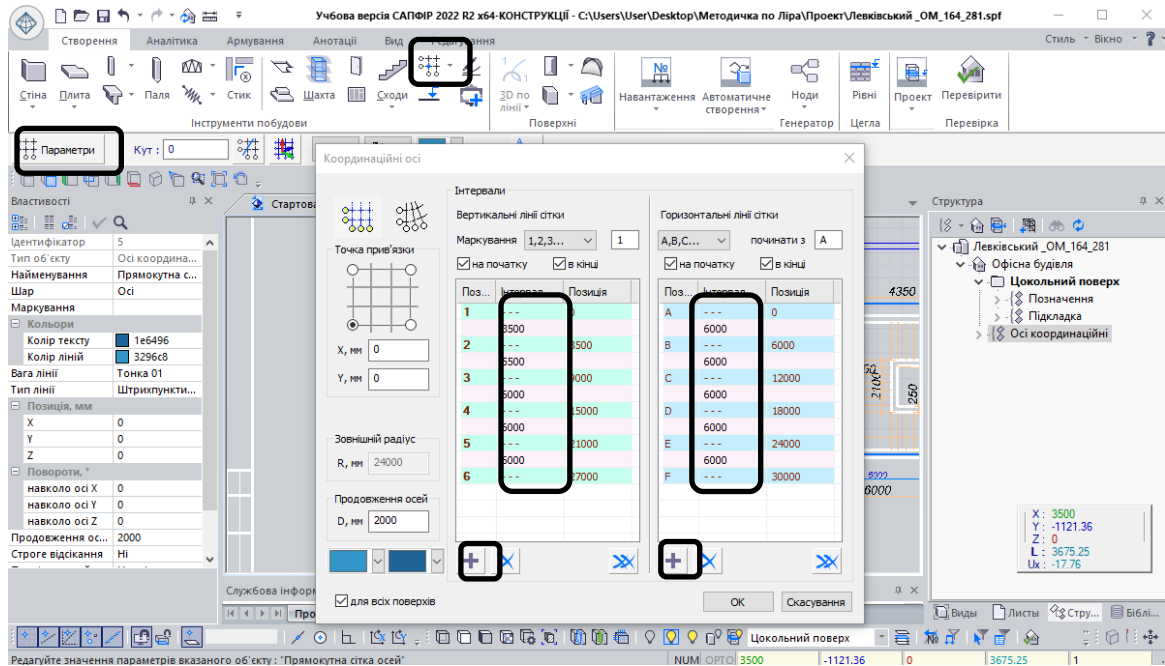 Учбова версія САПФІР 2022 R2 x64-КОНСТРУКЦІЇ - C:\Users\User\Desktop\Методичка по Ліра\Проект\Левківський _ОМ_164_281.spf
Створення Аналітика Армування Анотації Вид Редагування Стиль Вікно ?
Стіна Плита Паля Стик Шахта Сходи 3D по лінії Навантаження Автоматичне створення Ноди Рівні Проект Перевірити
Інструменти побудови Поверхні Генератор Цегла Перевірка
Параметри Кут : 0
Властивості
Ідентифікатор 5
Тип об'єкту Осі координа...
Найменування Прямокутна с...
Шар Осі
Маркування
Кольори
Колір тексту 1e6496
Колір ліній 3296c8
Вага лінії Тонка 01
Тип лінії Штрихпункти...
Позиція, мм
X 0
Y 0
Z 0
Повороти, °
навколо осі X 0
навколо осі Y 0
навколо осі Z 0
Продовження ос... 2000
Строге відсікання Ні
Стартова
Координаційні осі
Точка прив'язки
X, мм 0
Y, мм 0
Зовнішній радіус
R, мм 24000
Продовження осей
D, мм 2000
для всіх поверхів
Інтервали
Вертикальні лінії сітки
Маркування 1,2,3... 1
на початку в кінці
Поз... Інтервал Позиція
1 - - - 0
3500
2 - - - 3500
5500
3 - - - 9000
6000
4 - - - 15000
6000
5 - - - 21000
6000
6 - - - 27000
Горизонтальні лінії сітки
A,B,C... починати з A
на початку в кінці
Поз... Інтервал Позиція
A - - - 0
6000
B - - - 6000
6000
C - - - 12000
6000
D - - - 18000
6000
E - - - 24000
6000
F - - - 30000
OK Скасування
4350
2100
250
6000
6000
Структура
Левківський _ОМ_164_281
Офісна будівля
Цокольний поверх
Позначення
Підкладка
Осі координаційні
X : 3500
Y : -1121.36
Z : 0
L : 3675.25
Ux : -17.76
Службова інформ
Про
Виды Листы Стру... Біблі...
Цокольний поверх
Редагуйте значення параметрів вказаного об'єкту : "Прямокутна сітка осей" NUM ОРТО 3500 -1121.36 0 3675.25 1